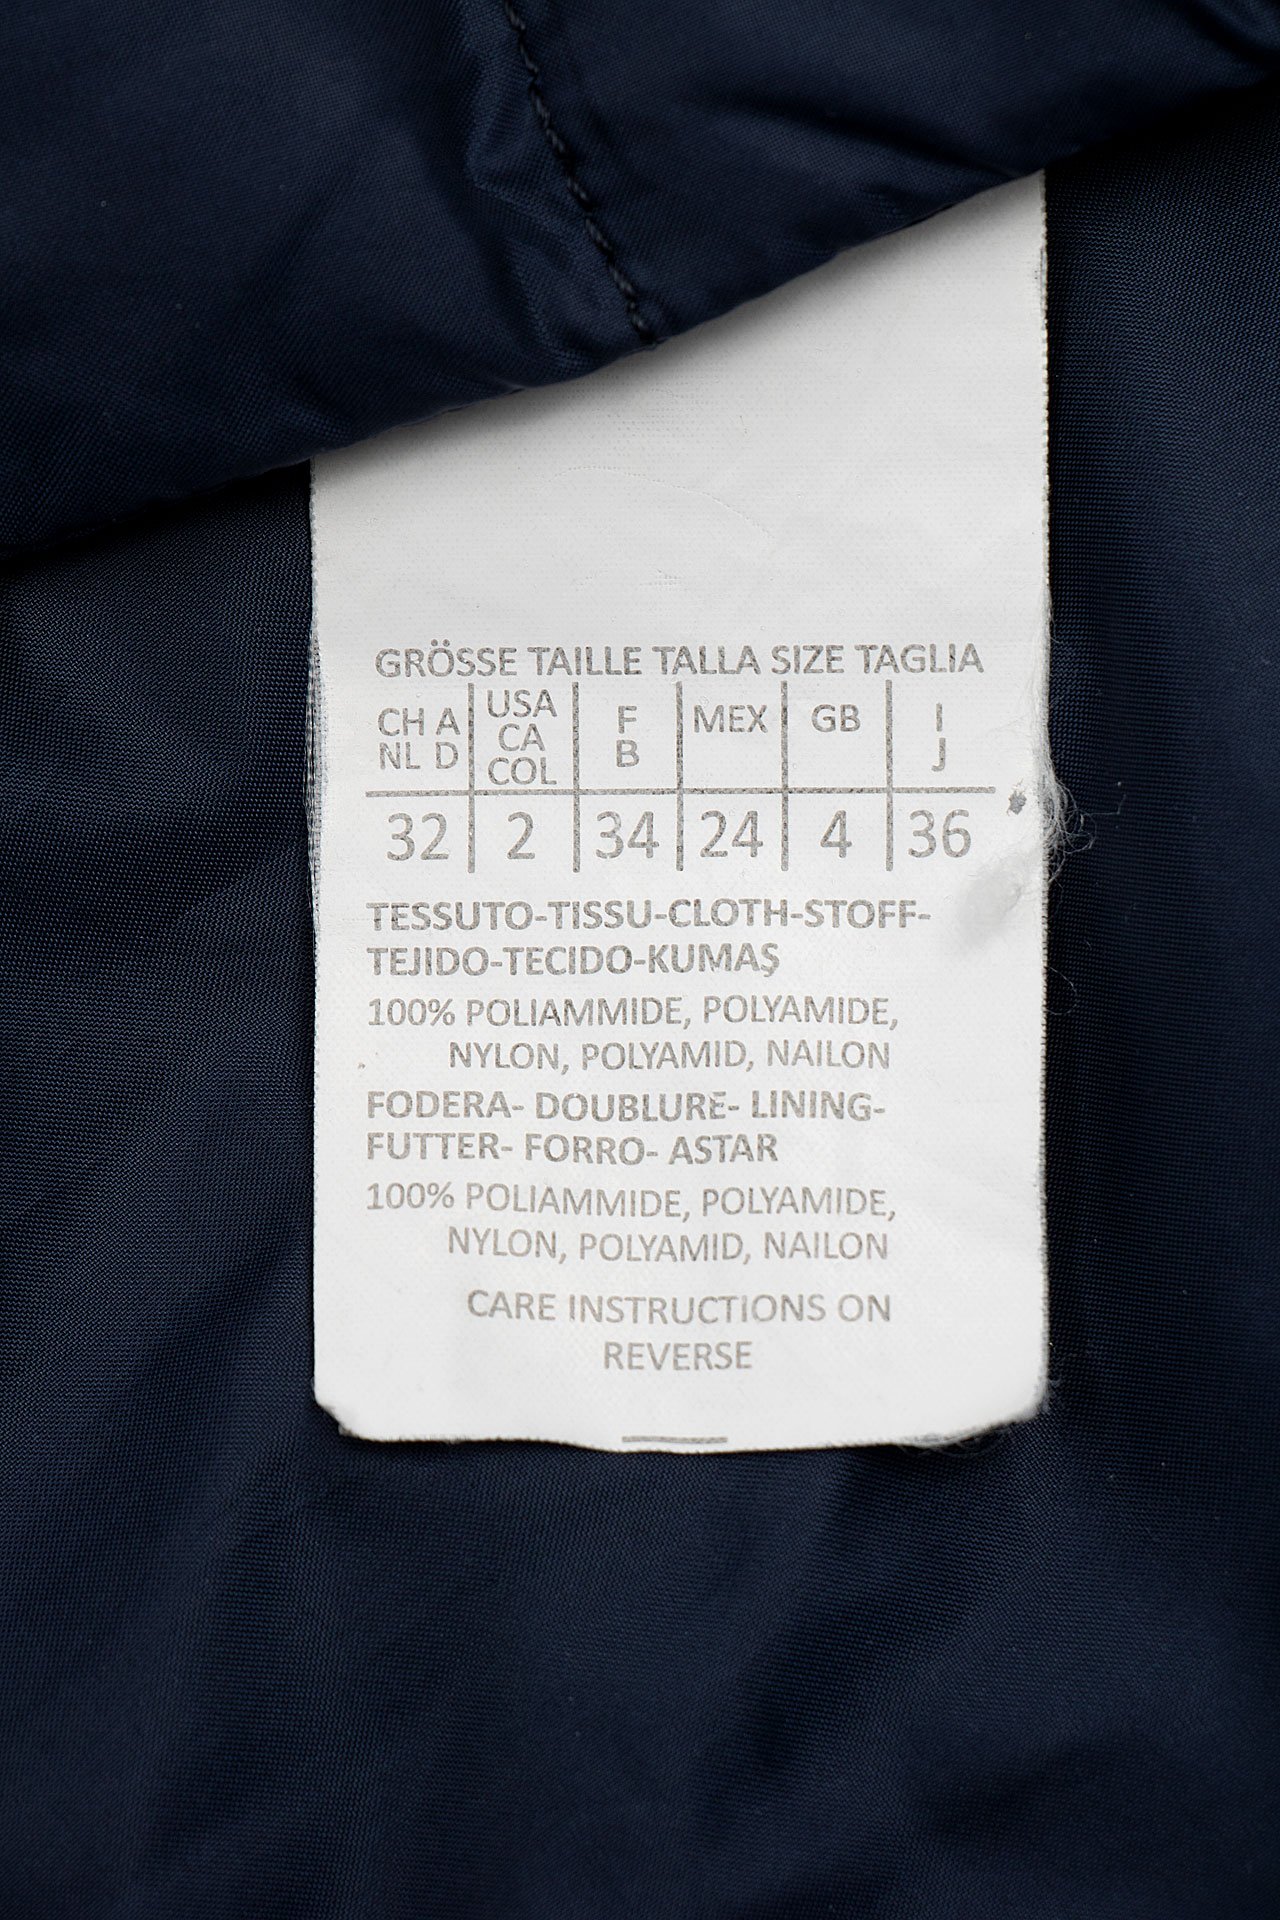 GRÖSSE TAILLE TALLA SIZE TAGLIA
CH A NL D | USA CA COL | F B | MEX | GB | I J
32 | 2 | 34 | 24 | 4 | 36
TESSUTO-TISSU-CLOTH-STOFF-
TEJIDO-TECIDO-KUMAŞ
100% POLIAMMIDE, POLYAMIDE,
NYLON, POLYAMID, NAILON
FODERA- DOUBLURE- LINING-
FUTTER- FORRO- ASTAR
100% POLIAMMIDE, POLYAMIDE,
NYLON, POLYAMID, NAILON
CARE INSTRUCTIONS ON
REVERSE